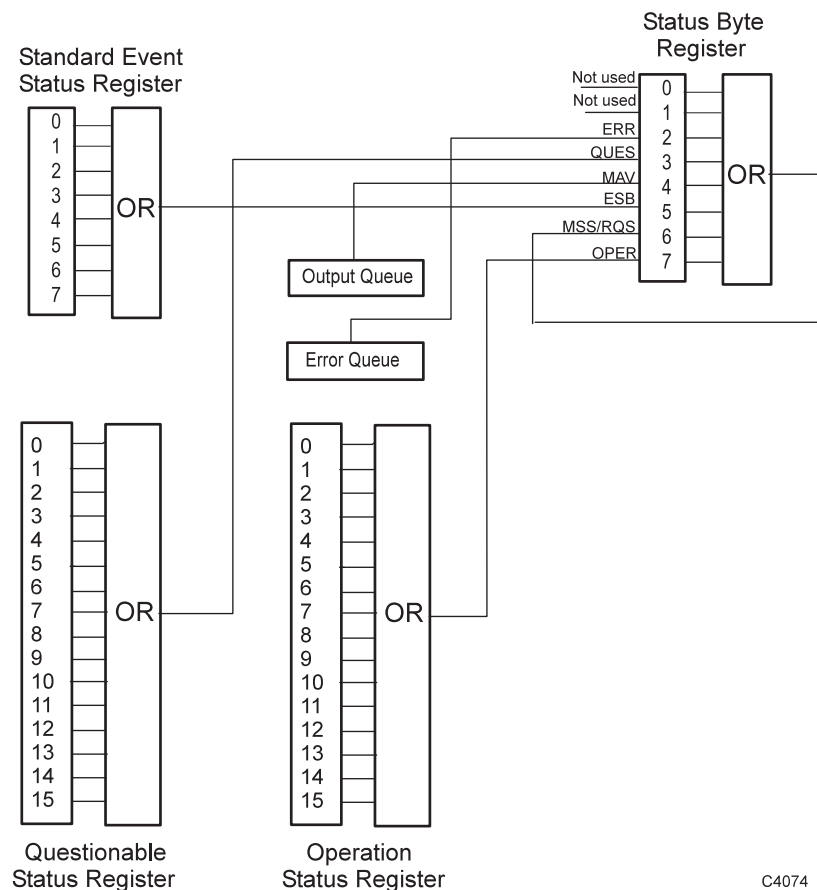 Status Byte
Register
Standard Event
Status Register
Not used
Not used
ERR
QUES
MAV
ESB
MSS/RQS
OPER
0
1
2
3
4
5
6
7
OR
0
1
2
3
4
5
6
7
OR
Output Queue
Error Queue
0
1
2
3
4
5
6
7
8
9
10
11
12
13
14
15
OR
0
1
2
3
4
5
6
7
8
9
10
11
12
13
14
15
OR
Questionable
Status Register
Operation
Status Register
C4074